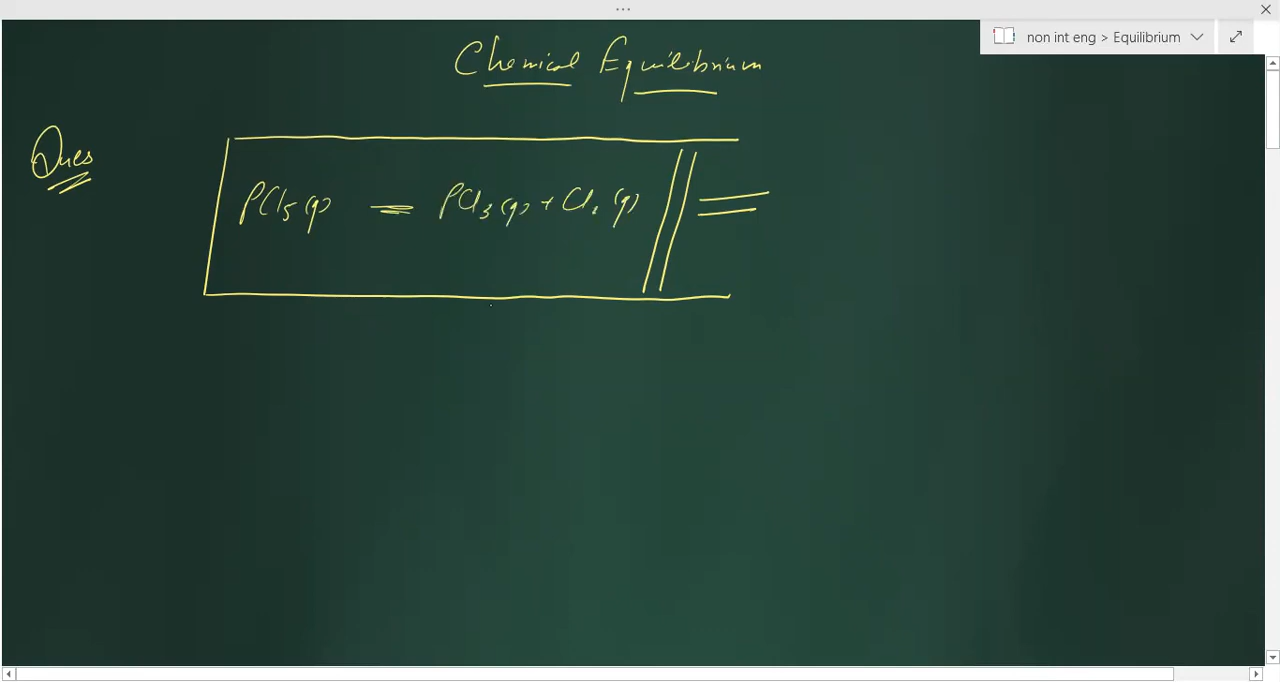 non int eng > Equilibrium
Chemical Equilibrium
Ques
PCl5(g) = PCl3(g) + Cl2(g)